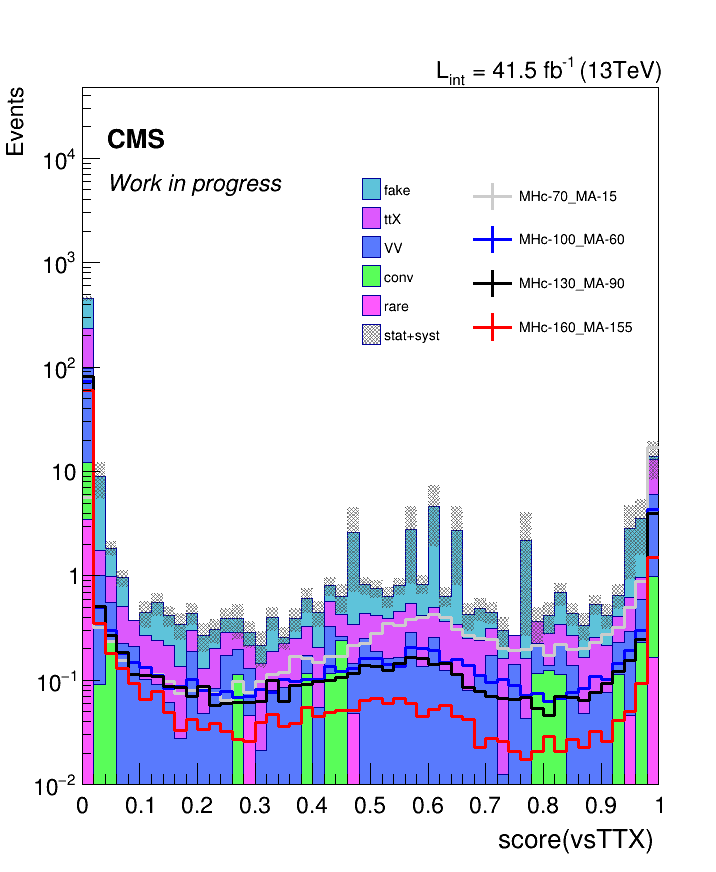 L_int = 41.5 fb^-1 (13TeV)
Events
CMS
Work in progress
fake
ttX
VV
conv
rare
stat+syst
MHc-70_MA-15
MHc-100_MA-60
MHc-130_MA-90
MHc-160_MA-155
10^4
10^3
10^2
10
1
10^−1
10^−2
0 0.1 0.2 0.3 0.4 0.5 0.6 0.7 0.8 0.9 1
score(vsTTX)